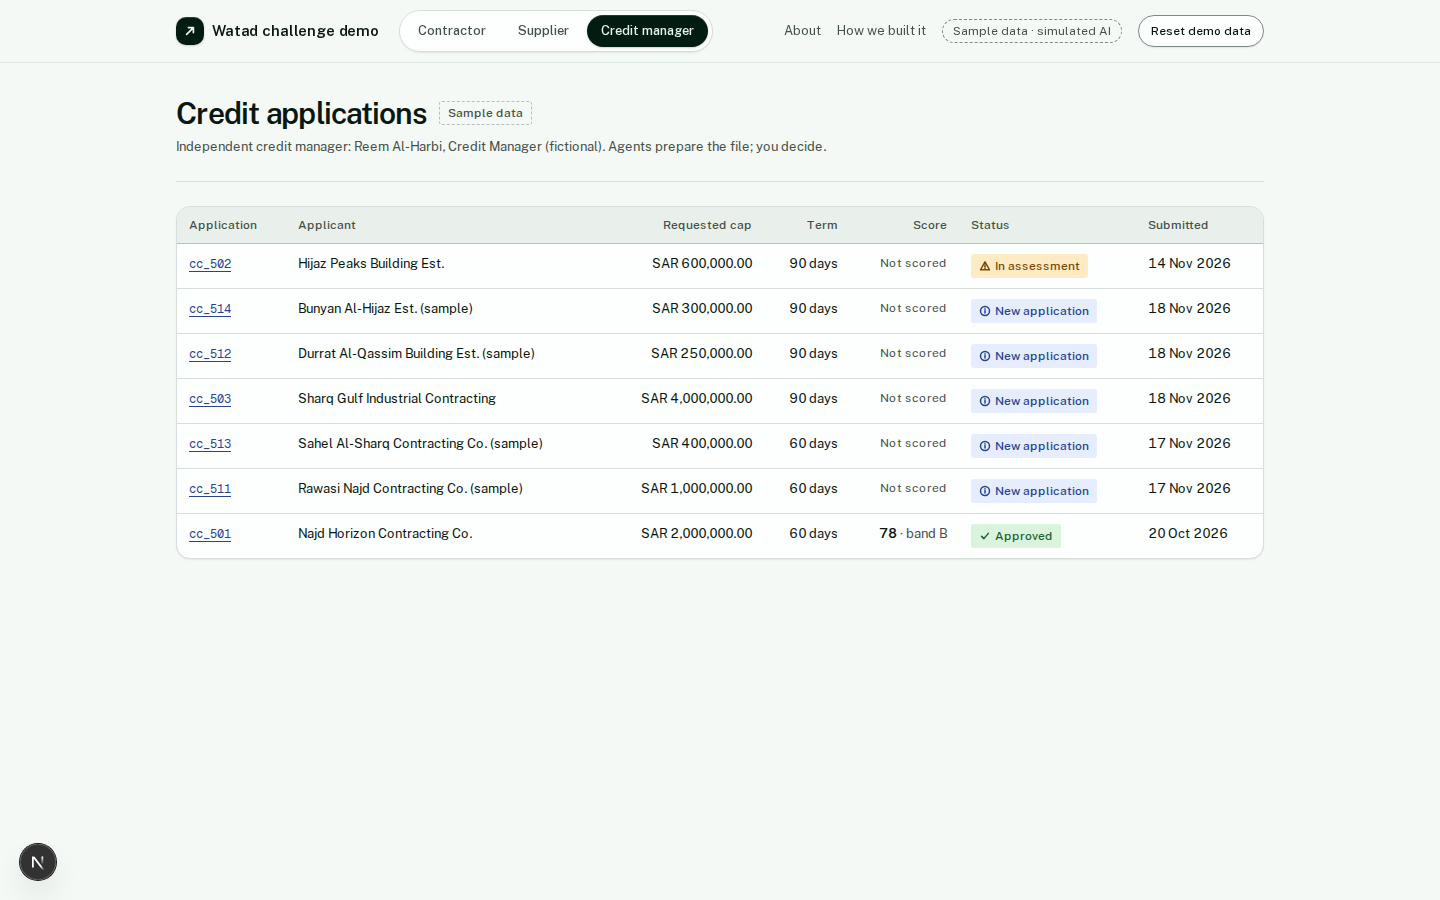 Watad challenge demo Contractor Supplier Credit manager About How we built it Sample data · simulated AI Reset demo data
Credit applications Sample data
Independent credit manager: Reem Al-Harbi, Credit Manager (fictional). Agents prepare the file; you decide.
Application Applicant Requested cap Term Score Status Submitted
cc_502 Hijaz Peaks Building Est. SAR 600,000.00 90 days Not scored In assessment 14 Nov 2026
cc_514 Bunyan Al-Hijaz Est. (sample) SAR 300,000.00 90 days Not scored New application 18 Nov 2026
cc_512 Durrat Al-Qassim Building Est. (sample) SAR 250,000.00 90 days Not scored New application 18 Nov 2026
cc_503 Sharq Gulf Industrial Contracting SAR 4,000,000.00 90 days Not scored New application 18 Nov 2026
cc_513 Sahel Al-Sharq Contracting Co. (sample) SAR 400,000.00 60 days Not scored New application 17 Nov 2026
cc_511 Rawasi Najd Contracting Co. (sample) SAR 1,000,000.00 60 days Not scored New application 17 Nov 2026
cc_501 Najd Horizon Contracting Co. SAR 2,000,000.00 60 days 78 · band B Approved 20 Oct 2026
N